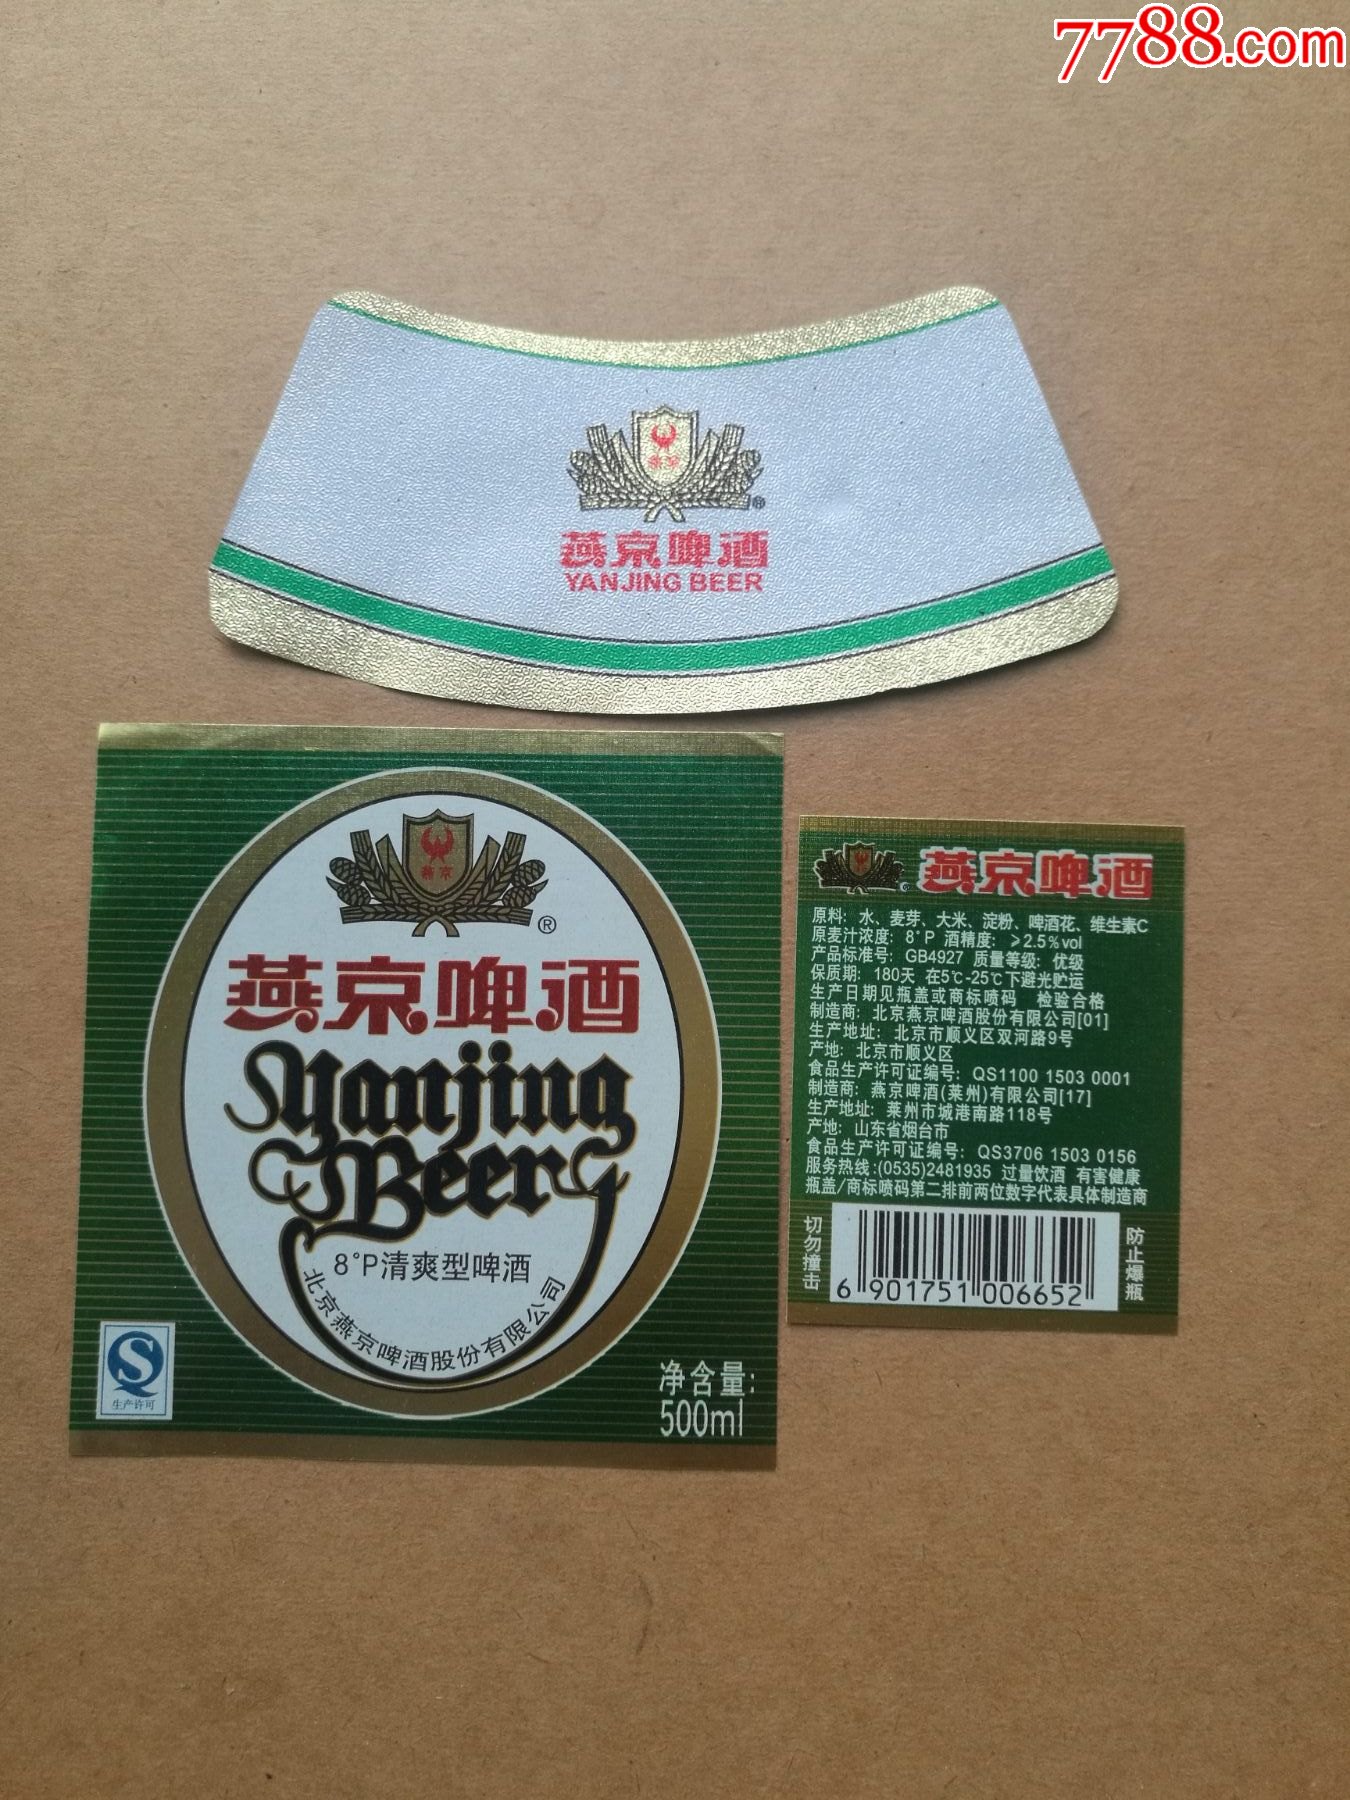 7788.com
燕京啤酒
YANJING BEER
燕京
®
燕京啤酒
Yanjing
Beer
8°P清爽型啤酒
北京燕京啤酒股份有限公司
生产许可
净含量:
500ml
燕京啤酒
原料: 水、麦芽、大米、淀粉、啤酒花、维生素C
原麦汁浓度: 8°P 酒精度: ≥2.5%vol
产品标准号: GB4927 质量等级: 优级
保质期: 180天 在5℃-25℃下避光贮运
生产日期见瓶盖或商标喷码 检验合格
制造商: 北京燕京啤酒股份有限公司[01]
生产地址: 北京市顺义区双河路9号
产地: 北京市顺义区
食品生产许可证编号: QS1100 1503 0001
制造商: 燕京啤酒(莱州)有限公司[17]
生产地址: 莱州市城港南路118号
产地: 山东省烟台市
食品生产许可证编号: QS3706 1503 0156
服务热线:(0535)2481935 过量饮酒 有害健康
瓶盖/商标喷码第二排前两位数字代表具体制造商
切勿撞击
6 901751 006652
防止爆瓶